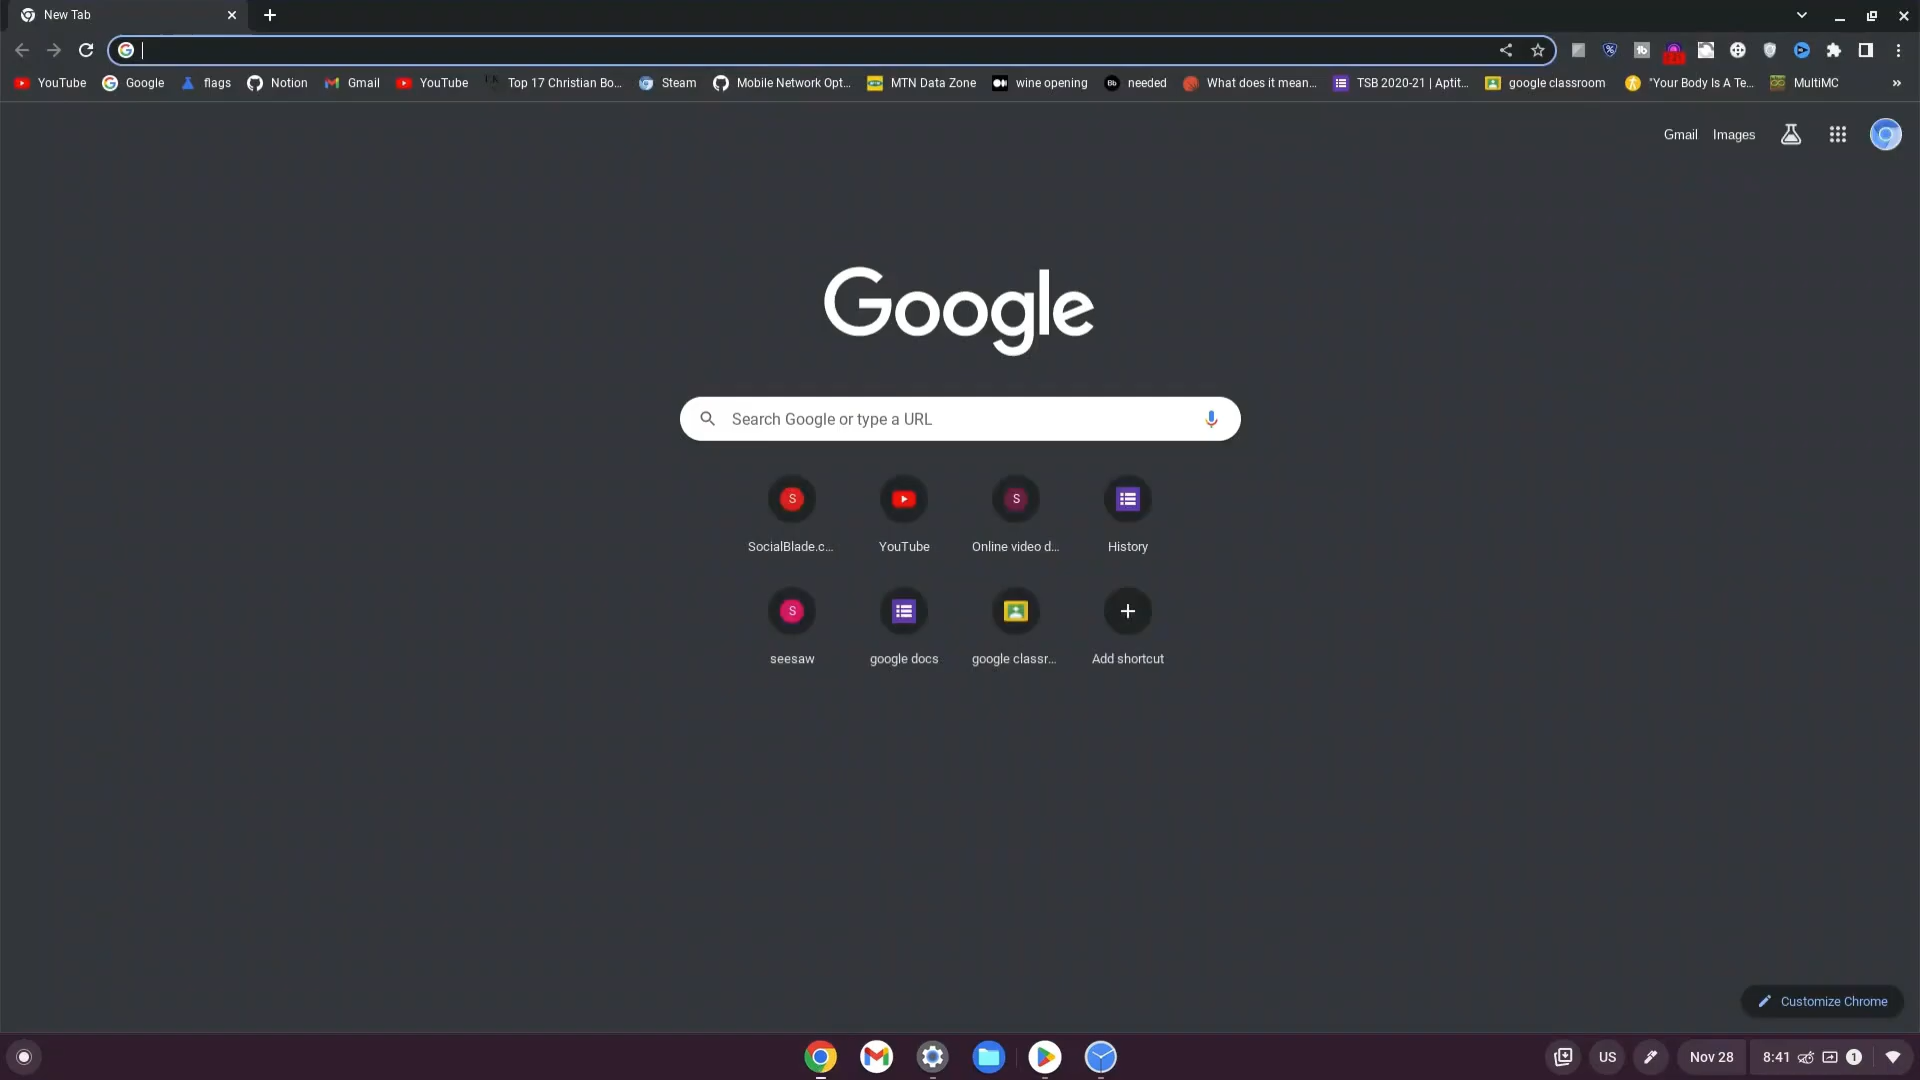 New Tab
YouTube Google flags Notion Gmail YouTube Top 17 Christian Bo... Steam Mobile Network Opt... MTN Data Zone wine opening Bb needed What does it mean... TSB 2020-21 | Aptit... google classroom "Your Body Is A Te... MultiMC »
Gmail Images
Google
Search Google or type a URL
S S
SocialBlade.c... YouTube Online video d... History
S
seesaw google docs google classr... Add shortcut
Customize Chrome
US Nov 28 8:41 1